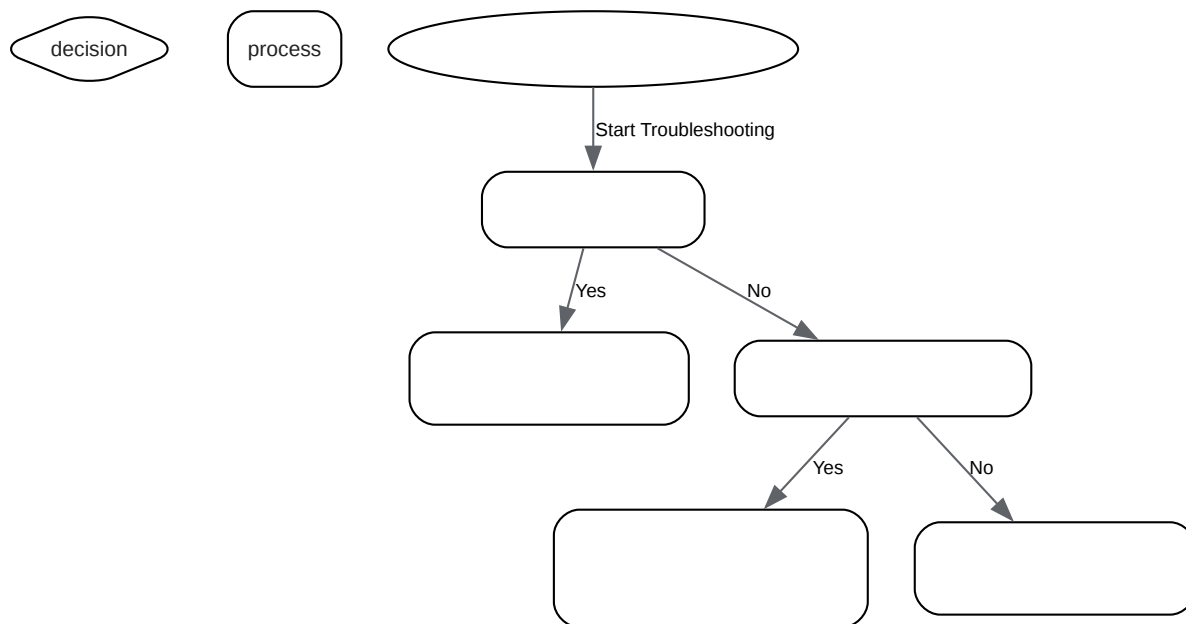 decision
process
Start Troubleshooting
Yes
No
Yes
No